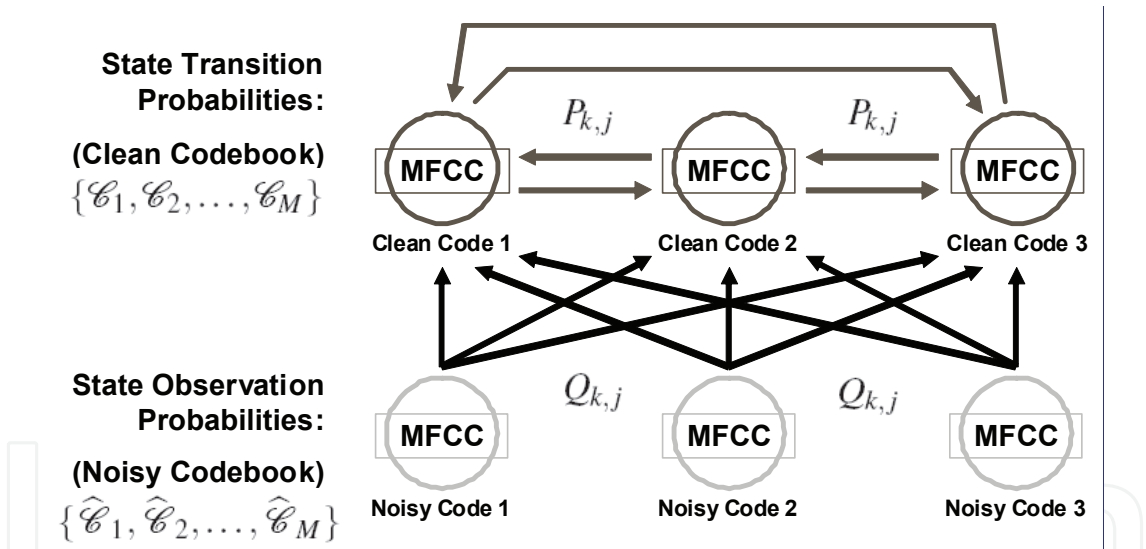 State Transition
Probabilities:
(Clean Codebook)
{𝒞₁, 𝒞₂, . . . , 𝒞_M}
P_{k,j}
P_{k,j}
MFCC
MFCC
MFCC
Clean Code 1
Clean Code 2
Clean Code 3
State Observation
Probabilities:
(Noisy Codebook)
{𝒞̂₁, 𝒞̂₂, . . . , 𝒞̂_M}
Q_{k,j}
Q_{k,j}
MFCC
MFCC
MFCC
Noisy Code 1
Noisy Code 2
Noisy Code 3